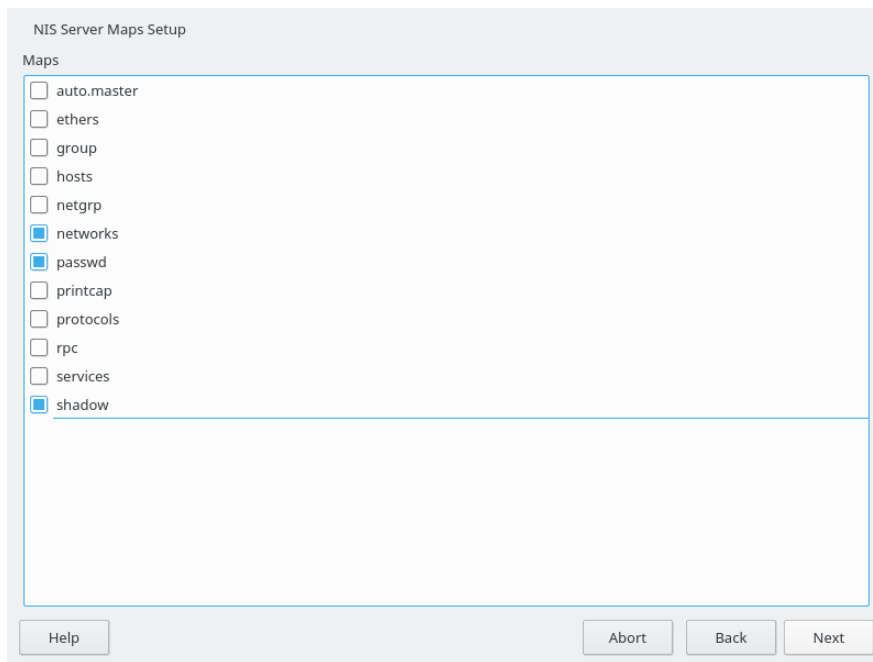 NIS Server Maps Setup
Maps
auto.master
ethers
group
hosts
netgrp
networks
passwd
printcap
protocols
rpc
services
shadow
Help Abort Back Next